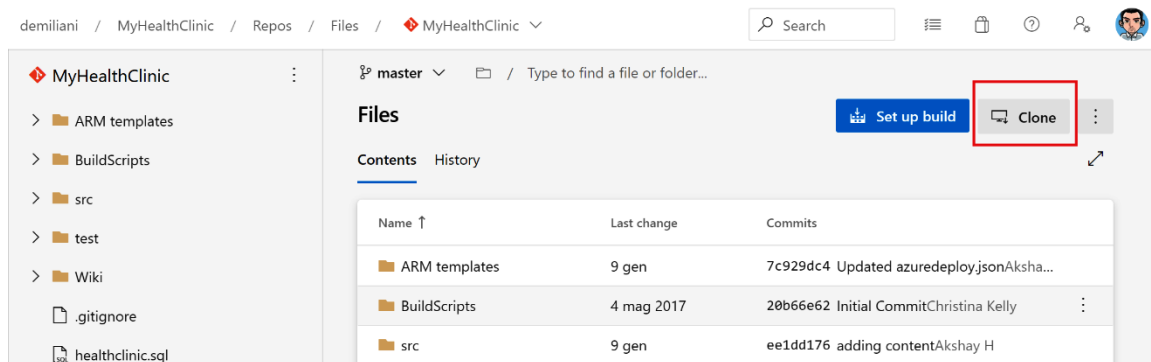 demiliani / MyHealthClinic / Repos / Files / MyHealthClinic Search
MyHealthClinic
ARM templates
BuildScripts
src
test
Wiki
.gitignore
healthclinic.sql
master / Type to find a file or folder...
Files
Set up build
Clone
Contents History
Name ↑ Last change Commits
ARM templates 9 gen 7c929dc4 Updated azuredeploy.jsonAksha...
BuildScripts 4 mag 2017 20b66e62 Initial CommitChristina Kelly
src 9 gen ee1dd176 adding contentAkshay H